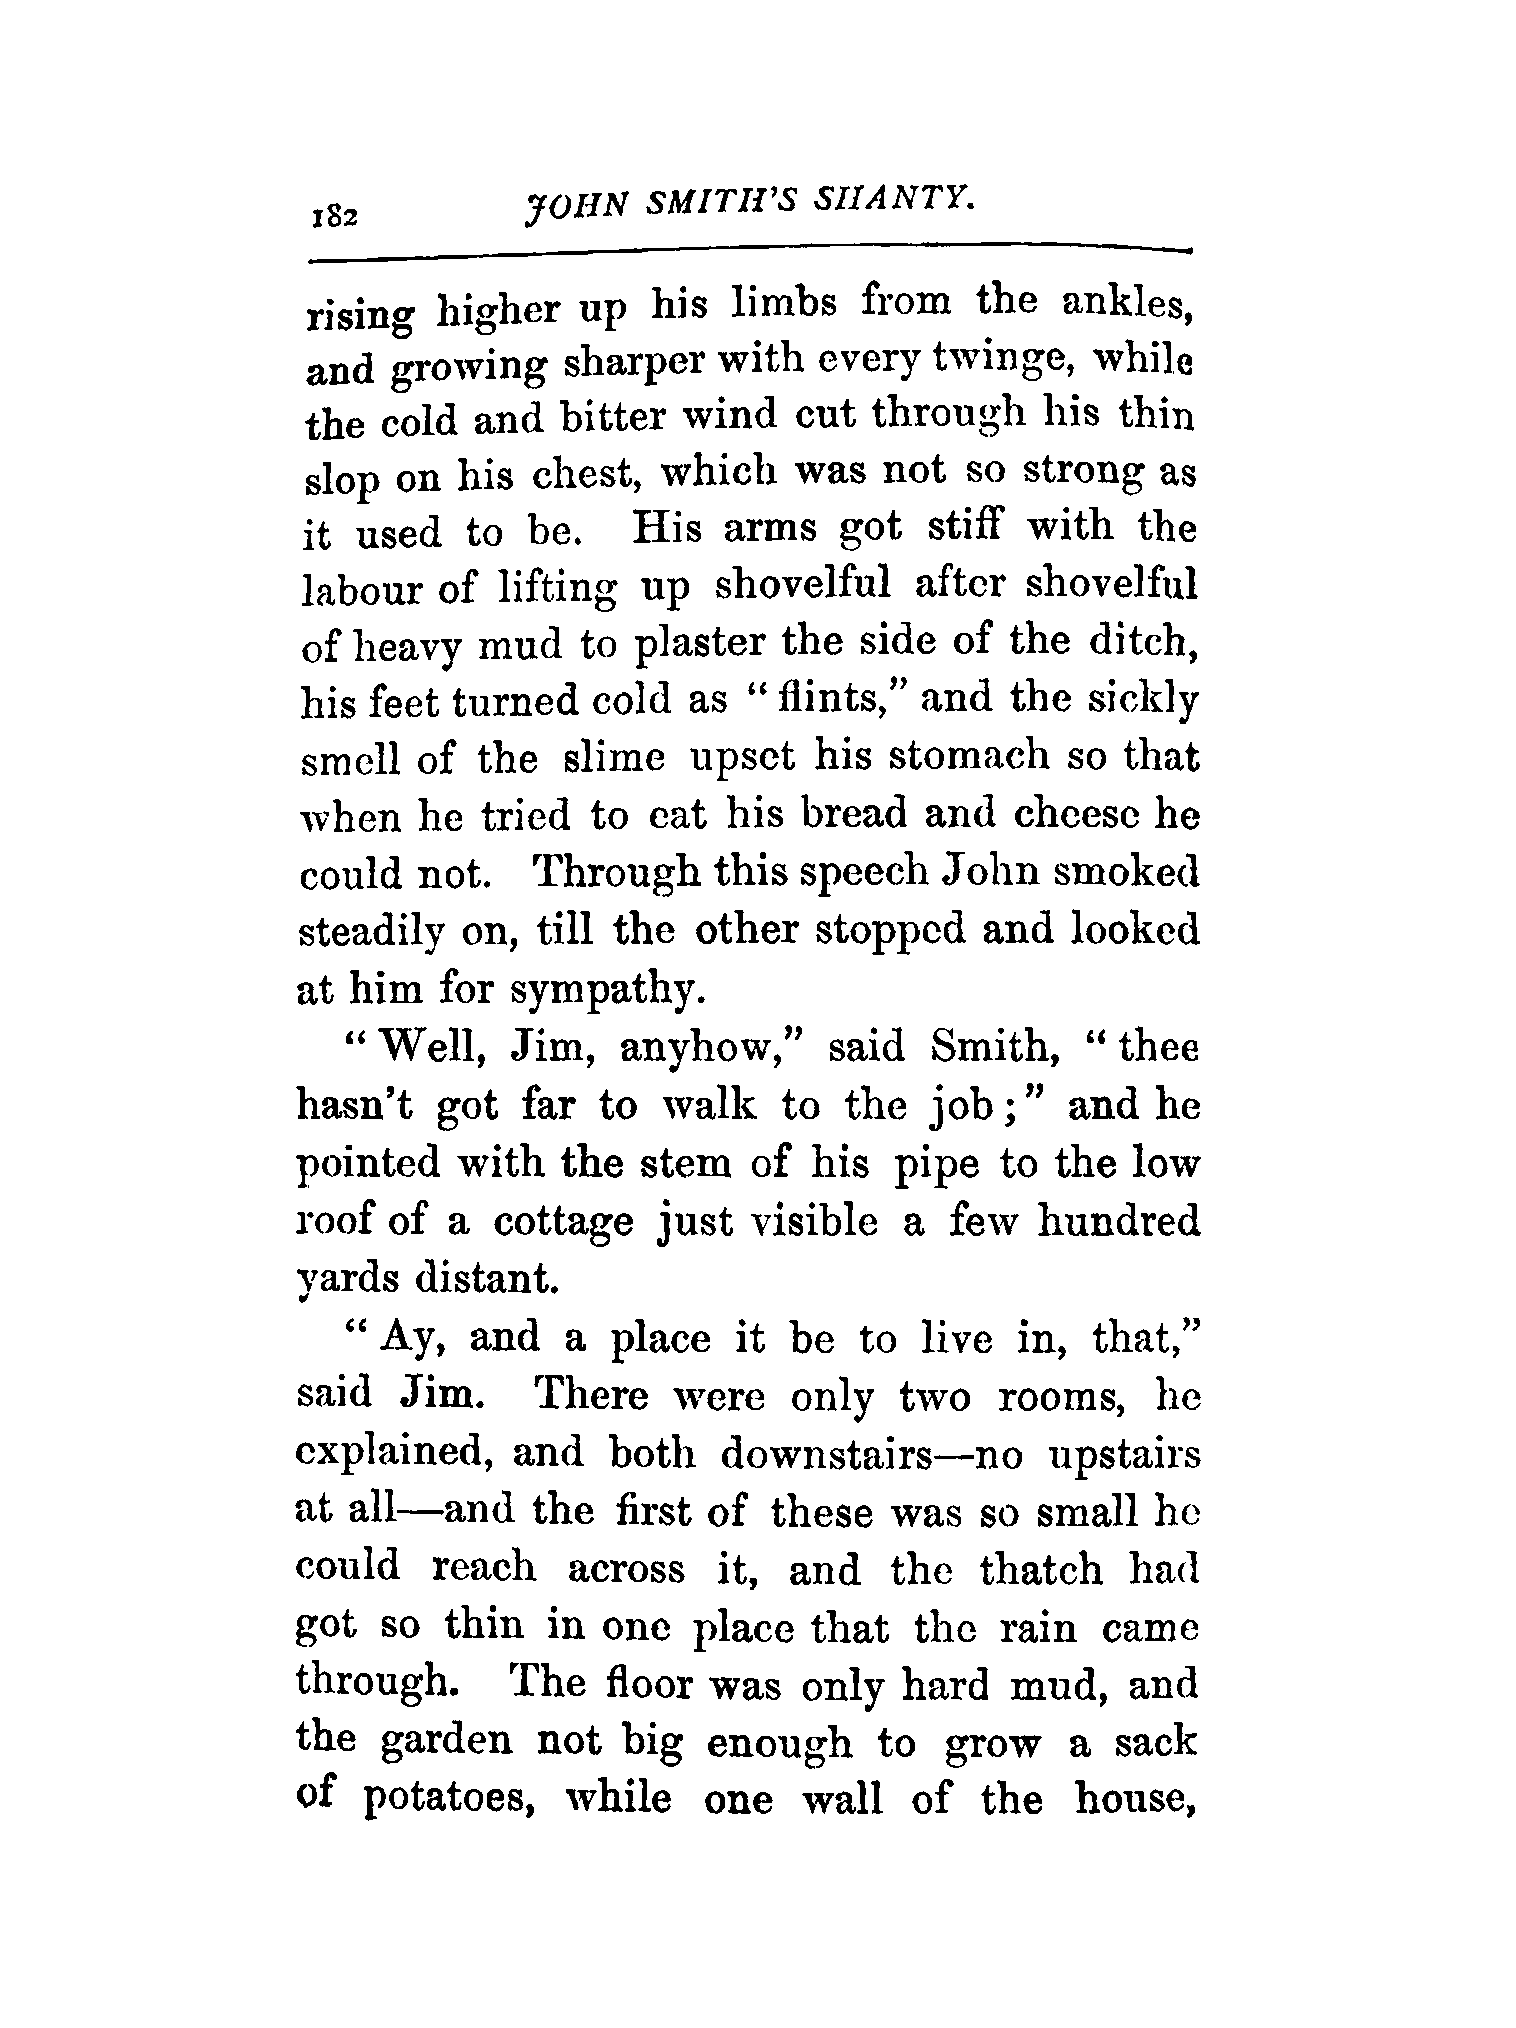 182 JOHN SMITH'S SHANTY.
rising higher up his limbs from the ankles,
and growing sharper with every twinge, while
the cold and bitter wind cut through his thin
slop on his chest, which was not so strong as
it used to be. His arms got stiff with the
labour of lifting up shovelful after shovelful
of heavy mud to plaster the side of the ditch,
his feet turned cold as “ flints,” and the sickly
smell of the slime upset his stomach so that
when he tried to eat his bread and cheese he
could not. Through this speech John smoked
steadily on, till the other stopped and looked
at him for sympathy.
“ Well, Jim, anyhow,” said Smith, “ thee
hasn't got far to walk to the job ;” and he
pointed with the stem of his pipe to the low
roof of a cottage just visible a few hundred
yards distant.
“ Ay, and a place it be to live in, that,”
said Jim. There were only two rooms, he
explained, and both downstairs—no upstairs
at all—and the first of these was so small he
could reach across it, and the thatch had
got so thin in one place that the rain came
through. The floor was only hard mud, and
the garden not big enough to grow a sack
of potatoes, while one wall of the house,